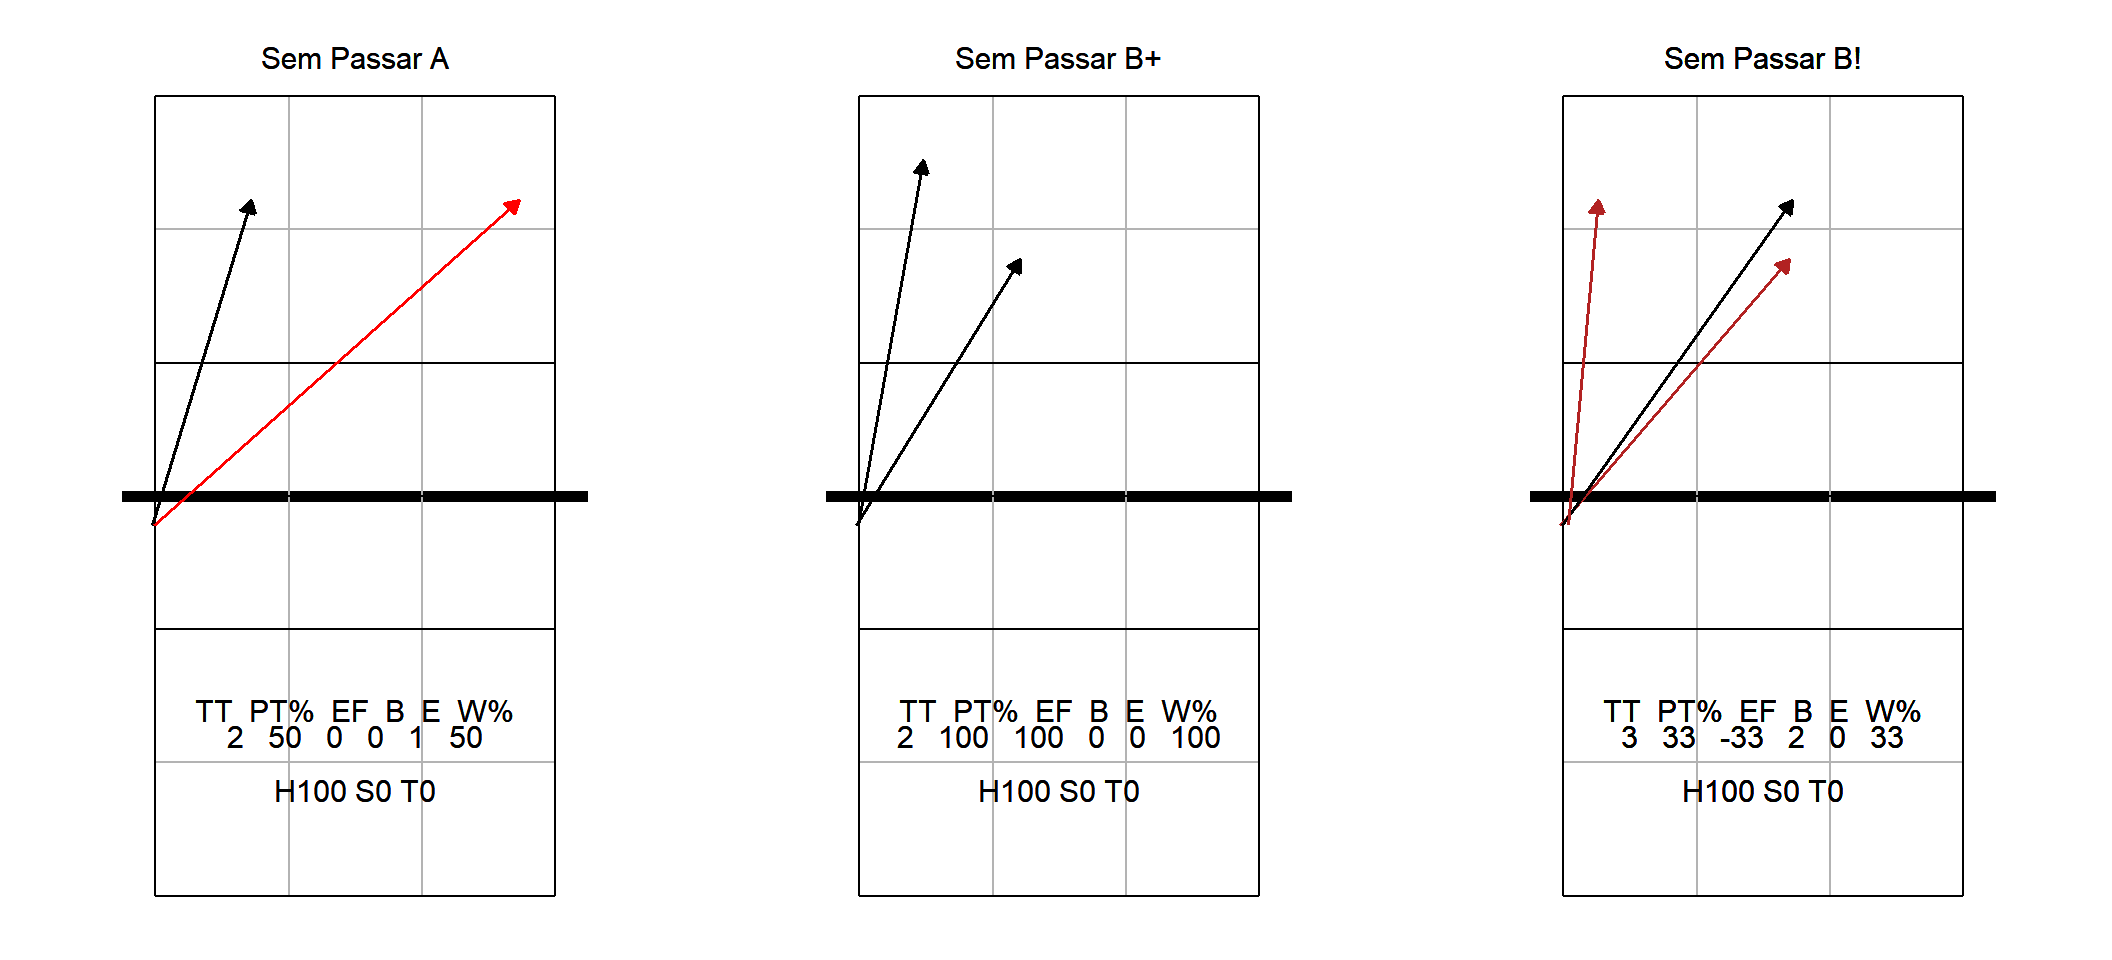 Sem Passar A
TT PT% EF B E W%
2 50 0 0 1 50
H100 S0 T0
Sem Passar B+
TT PT% EF B E W%
2 100 100 0 0 100
H100 S0 T0
Sem Passar B!
TT PT% EF B E W%
3 33 -33 2 0 33
H100 S0 T0